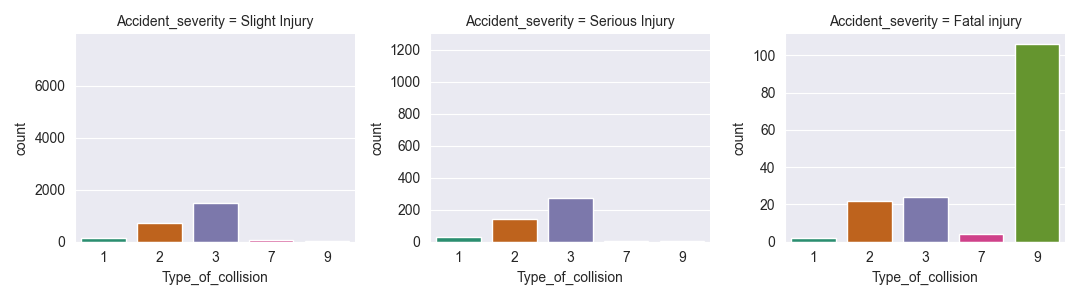 Accident_severity = Slight Injury
count
6000
4000
2000
0
1 2 3 7 9
Type_of_collision
Accident_severity = Serious Injury
count
1200
1000
800
600
400
200
0
1 2 3 7 9
Type_of_collision
Accident_severity = Fatal injury
count
100
80
60
40
20
0
1 2 3 7 9
Type_of_collision